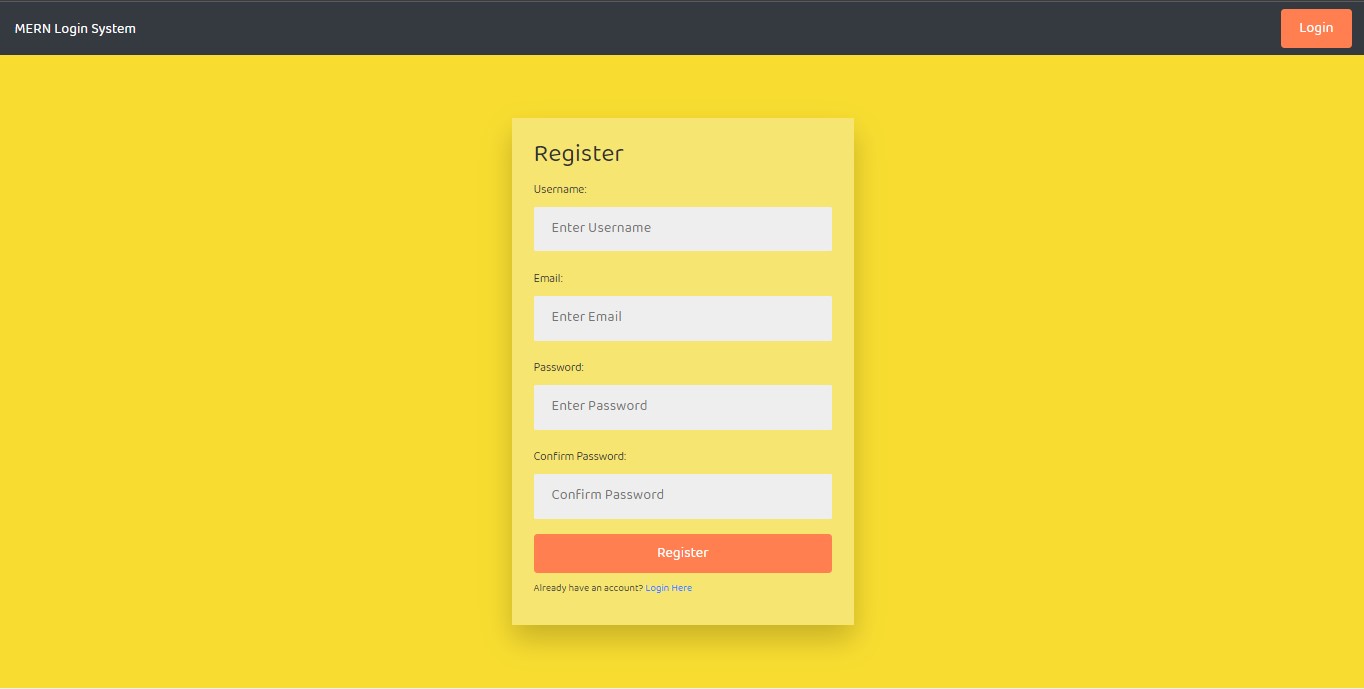 MERN Login System
Login
Register
Username:
Enter Username
Email:
Enter Email
Password:
Enter Password
Confirm Password:
Confirm Password
Register
Already have an account? Login Here